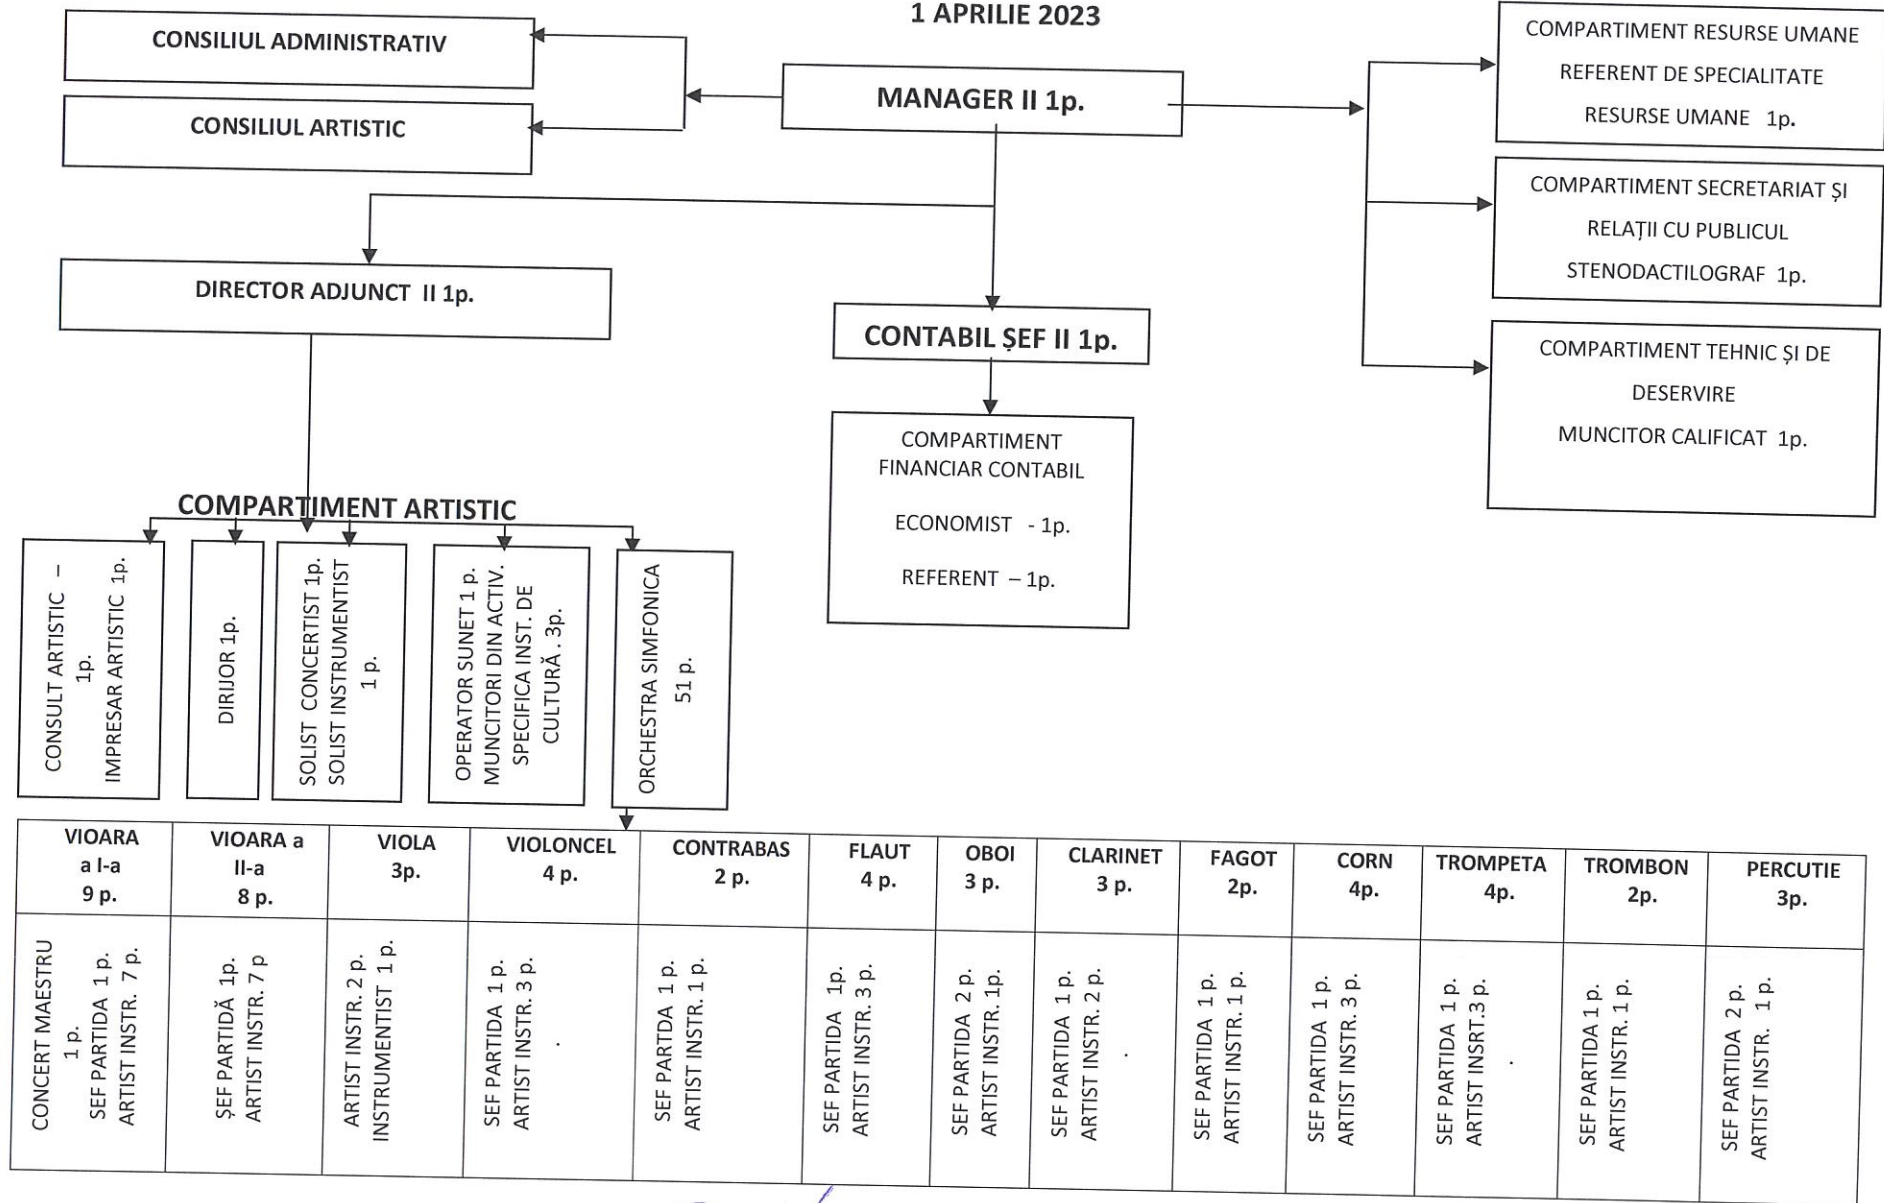 1 APRILIE 2023
CONSILIUL ADMINISTRATIV
CONSILIUL ARTISTIC
MANAGER II 1p.
COMPARTIMENT RESURSE UMANE
REFERENT DE SPECIALITATE
RESURSE UMANE 1p.
COMPARTIMENT SECRETARIAT ȘI
RELAȚII CU PUBLICUL
STENODACTILOGRAF 1p.
COMPARTIMENT TEHNIC ȘI DE
DESERVIRE
MUNCITOR CALIFICAT 1p.
DIRECTOR ADJUNCT II 1p.
CONTABIL ȘEF II 1p.
COMPARTIMENT
FINANCIAR CONTABIL
ECONOMIST - 1p.
REFERENT – 1p.
COMPARTIMENT ARTISTIC
CONSULT ARTISTIC –
1p.
IMPRESAR ARTISTIC 1p.
DIRIJOR 1p.
SOLIST CONCERTIST 1p.
SOLIST INSTRUMENTIST
1 p.
OPERATOR SUNET 1 p.
MUNCITORI DIN ACTIV.
SPECIFICA INST. DE
CULTURĂ . 3p.
ORCHESTRA SIMFONICA
51 p.
VIOARA
a I-a
9 p.
VIOARA a
II-a
8 p.
VIOLA
3p.
VIOLONCEL
4 p.
CONTRABAS
2 p.
FLAUT
4 p.
OBOI
3 p.
CLARINET
3 p.
FAGOT
2p.
CORN
4p.
TROMPETA
4p.
TROMBON
2p.
PERCUTIE
3p.
CONCERT MAESTRU
1 p.
SEF PARTIDA 1 p.
ARTIST INSTR. 7 p.
ȘEF PARTIDĂ 1p.
ARTIST INSTR. 7 p
ARTIST INSTR. 2 p.
INSTRUMENTIST 1 p.
SEF PARTIDA 1 p.
ARTIST INSTR. 3 p.
SEF PARTIDA 1 p.
ARTIST INSTR. 1 p.
SEF PARTIDA 1p.
ARTIST INSTR. 3 p.
SEF PARTIDA 2 p.
ARTIST INSTR. 1p.
SEF PARTIDA 1 p.
ARTIST INSTR. 2 p.
SEF PARTIDA 1 p.
ARTIST INSTR. 1 p.
SEF PARTIDA 1 p.
ARTIST INSTR. 3 p.
SEF PARTIDA 1 p.
ARTIST INSRT.3 p.
SEF PARTIDA 1 p.
ARTIST INSTR. 1 p.
SEF PARTIDA 2 p.
ARTIST INSTR. 1 p.